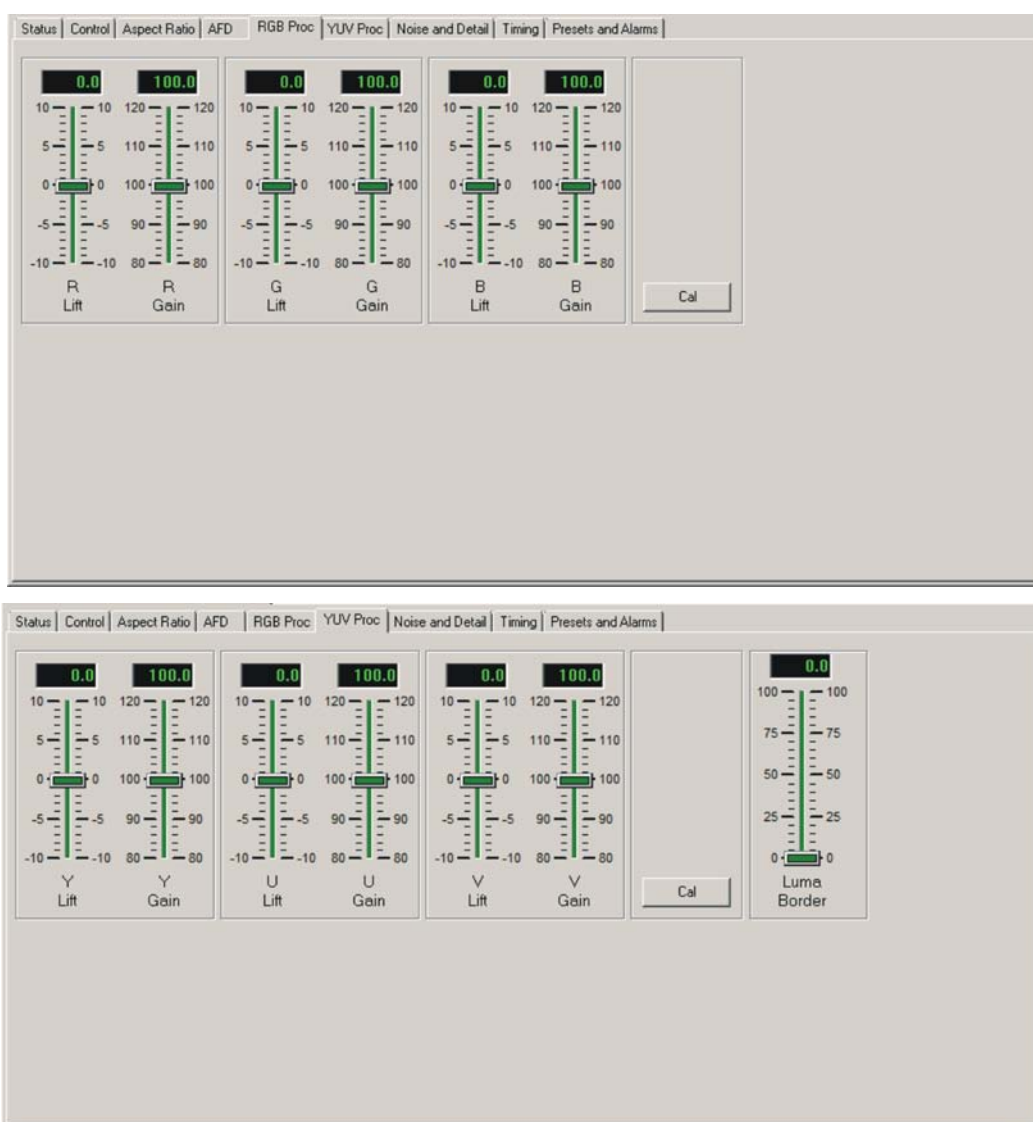 Status Control Aspect Ratio AFD RGB Proc YUV Proc Noise and Detail Timing Presets and Alarms
0.0 100.0 0.0 100.0 0.0 100.0
10 10 120 120 10 10 120 120 10 10 120 120
5 5 110 110 5 5 110 110 5 5 110 110
0 0 100 100 0 0 100 100 0 0 100 100
-5 -5 90 90 -5 -5 90 90 -5 -5 90 90
-10 -10 80 80 -10 -10 80 80 -10 -10 80 80
R R G G B B
Lift Gain Lift Gain Lift Gain
Cal
Status Control Aspect Ratio AFD RGB Proc YUV Proc Noise and Detail Timing Presets and Alarms
0.0 100.0 0.0 100.0 0.0 100.0
10 10 120 120 10 10 120 120 10 10 120 120
5 5 110 110 5 5 110 110 5 5 110 110
0 0 100 100 0 0 100 100 0 0 100 100
-5 -5 90 90 -5 -5 90 90 -5 -5 90 90
-10 -10 80 80 -10 -10 80 80 -10 -10 80 80
Y Y U U V V
Lift Gain Lift Gain Lift Gain
Cal
0.0
100 100
75 75
50 50
25 25
0 0
Luma
Border